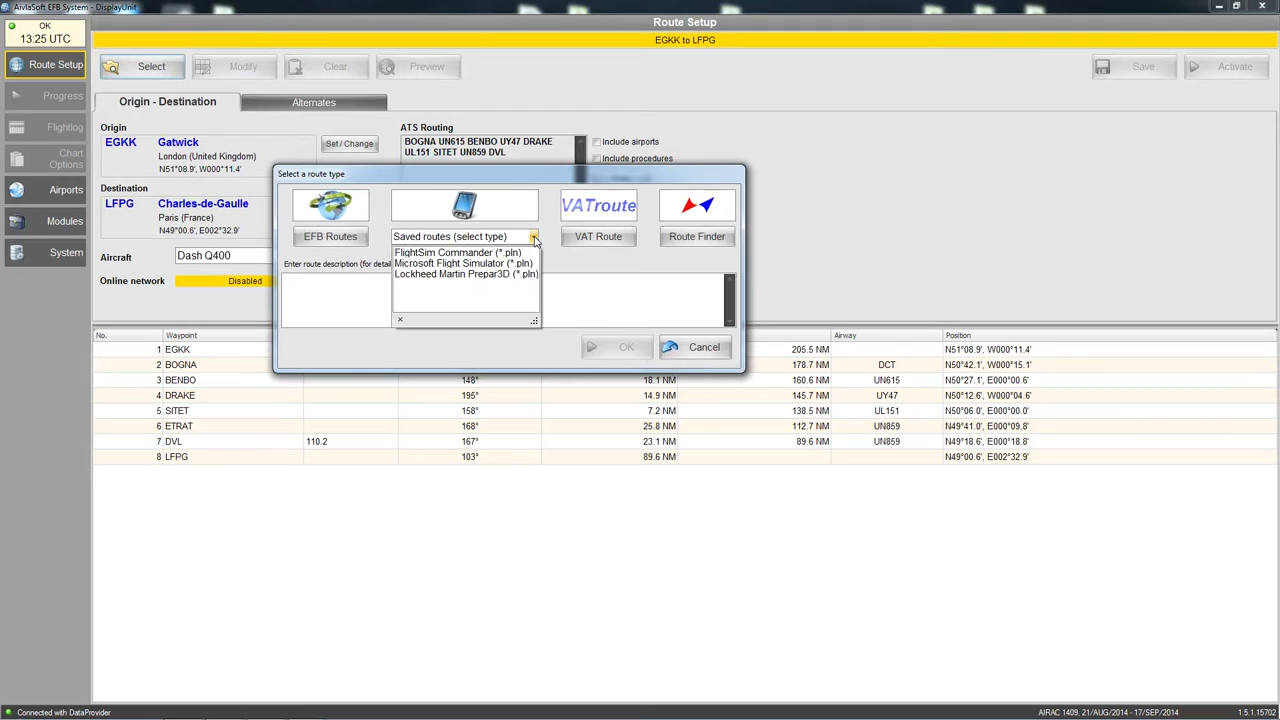 AivlaSoft EFB System - DisplayUnit
OK
13:25 UTC
Route Setup
EGKK to LFPG
Route Setup
Progress
Flightlog
Chart
Options
Airports
Modules
System
Select
Modify
Clear
Preview
Save
Activate
Origin - Destination
Alternates
Origin
EGKK Gatwick
London (United Kingdom)
N51°08.9', W000°11.4'
Set / Change
Destination
LFPG Charles-de-Gaulle
Paris (France)
N49°00.6', E002°32.9'
Aircraft
Dash Q400
Online network Disabled
ATS Routing
BOGNA UN615 BENBO UY47 DRAKE
UL151 SITET UN859 DVL
Include airports
Include procedures
Select a route type
EFB Routes
Saved routes (select type)
VATroute
VAT Route
Route Finder
FlightSim Commander (*.pln)
Microsoft Flight Simulator (*.pln)
Lockheed Martin Prepar3D (*.pln)
Enter route description (for detai
OK
Cancel
No. Waypoint Airway Position
1 EGKK 205.5 NM N51°08.9', W000°11.4'
2 BOGNA 178.7 NM DCT N50°42.1', W000°15.1'
3 BENBO 148° 18.1 NM 160.6 NM UN615 N50°27.1', E000°00.6'
4 DRAKE 195° 14.9 NM 145.7 NM UY47 N50°12.6', W000°04.6'
5 SITET 158° 7.2 NM 138.5 NM UL151 N50°06.0', E000°00.0'
6 ETRAT 168° 25.8 NM 112.7 NM UN859 N49°41.0', E000°09.8'
7 DVL 110.2 167° 23.1 NM 89.6 NM UN859 N49°18.6', E000°18.8'
8 LFPG 103° 89.6 NM N49°00.6', E002°32.9'
Connected with DataProvider
AIRAC 1409, 21/AUG/2014 - 17/SEP/2014
1.5.1.15702